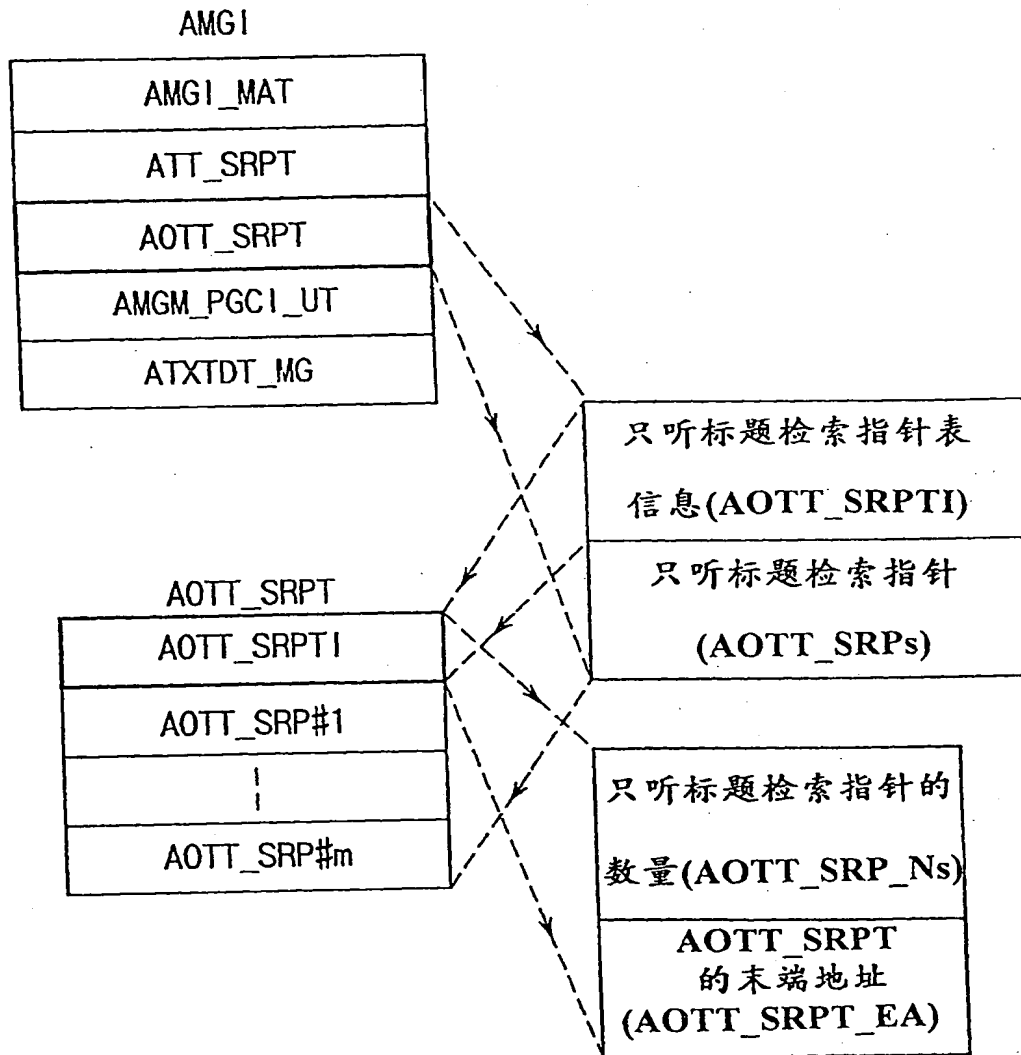 AMGI
AMGI_MAT
ATT_SRPT
AOTT_SRPT
AMGM_PGCI_UT
ATXTDT_MG
只听标题检索指针表
信息(AOTT_SRPTI)
只听标题检索指针
(AOTT_SRPs)
AOTT_SRPT
AOTT_SRPTI
AOTT_SRP#1
AOTT_SRP#m
只听标题检索指针的
数量(AOTT_SRP_Ns)
AOTT_SRPT
的末端地址
(AOTT_SRPT_EA)